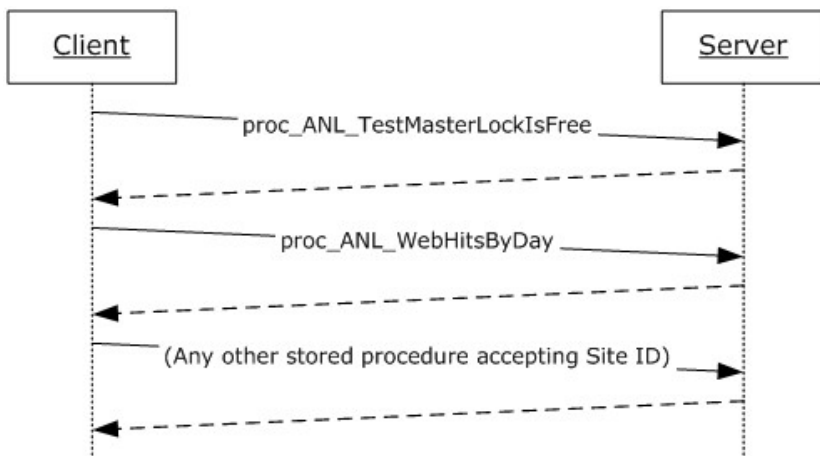 Client
Server
proc_ANL_TestMasterLockIsFree
proc_ANL_WebHitsByDay
(Any other stored procedure accepting Site ID)